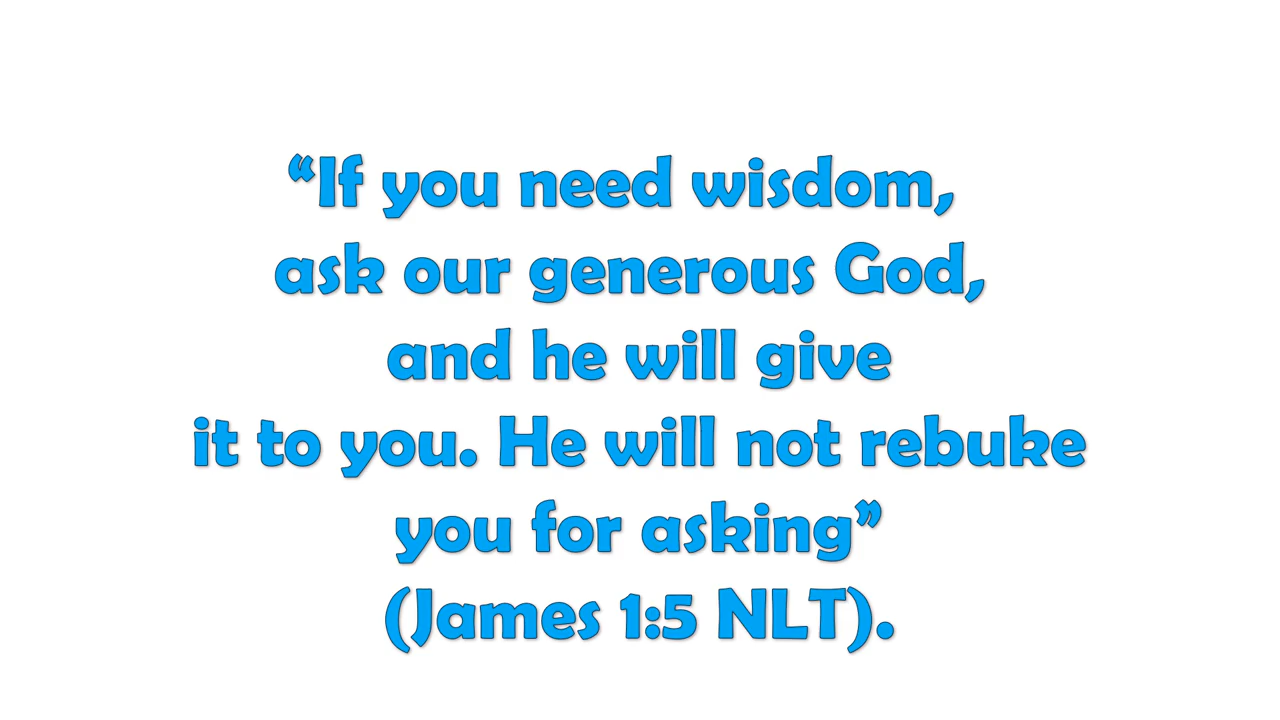 “If you need wisdom,
ask our generous God,
and he will give
it to you. He will not rebuke
you for asking”
(James 1:5 NLT).